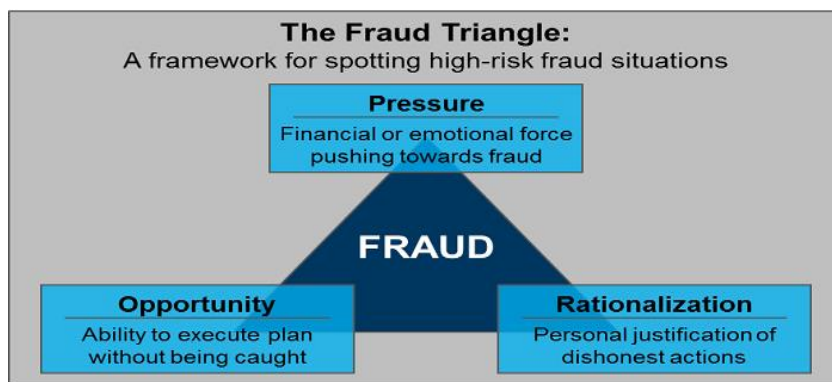 The Fraud Triangle:
A framework for spotting high-risk fraud situations
Pressure
Financial or emotional force
pushing towards fraud
FRAUD
Opportunity
Ability to execute plan
without being caught
Rationalization
Personal justification of
dishonest actions